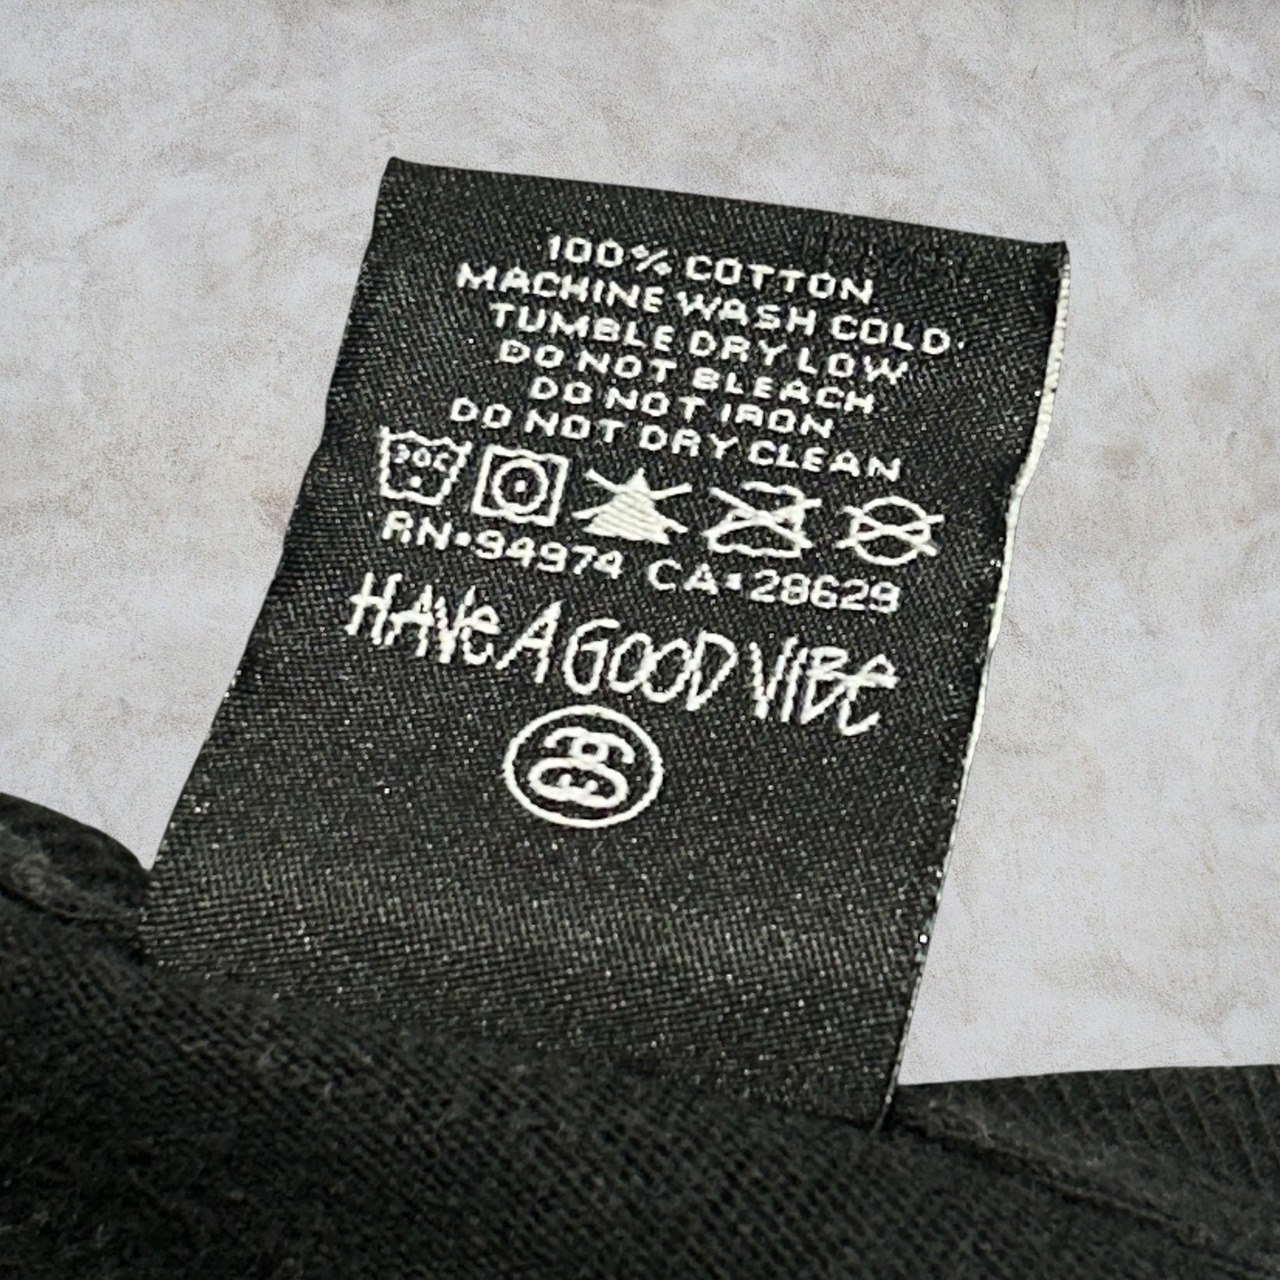 100% COTTON
MACHINE WASH COLD
TUMBLE DRY LOW
DO NOT BLEACH
DO NOT IRON
DO NOT DRY CLEAN
30C
RN•94974 CA•28629
HAVe A GOOD VIBe